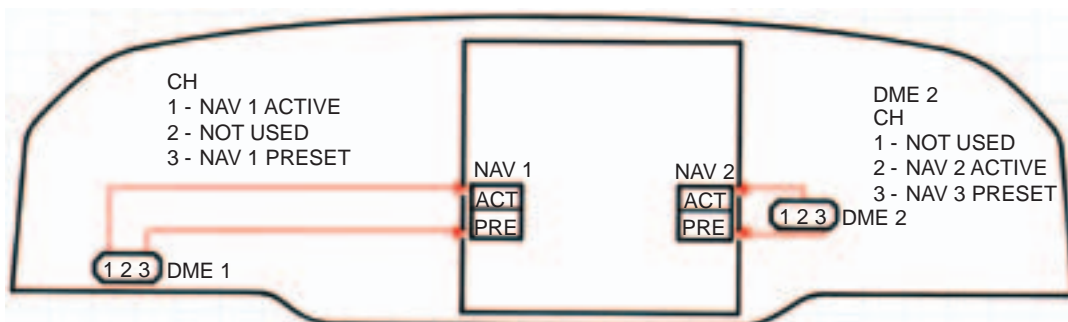 CH
1 - NAV 1 ACTIVE
2 - NOT USED
3 - NAV 1 PRESET
DME 2
CH
1 - NOT USED
2 - NAV 2 ACTIVE
3 - NAV 3 PRESET
NAV 1
ACT
PRE
NAV 2
ACT
PRE
1 2 3 DME 1
1 2 3 DME 2